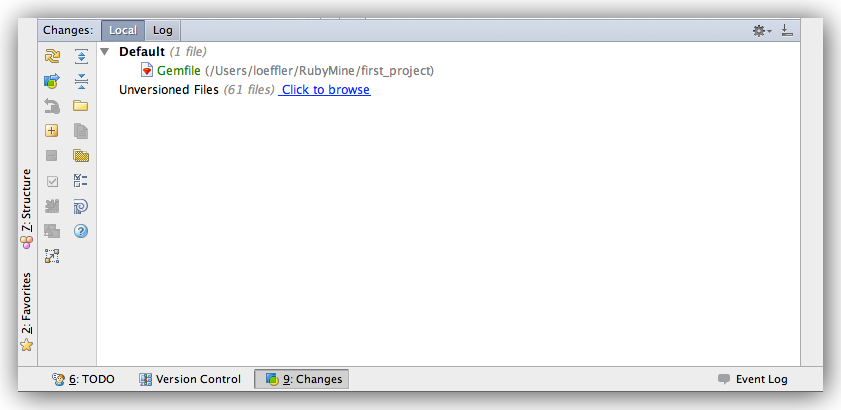 Changes: Local Log
Default (1 file)
Gemfile (/Users/loeffler/RubyMine/first_project)
Unversioned Files (61 files) Click to browse
7: Structure
2: Favorites
6: TODO Version Control 9: Changes Event Log